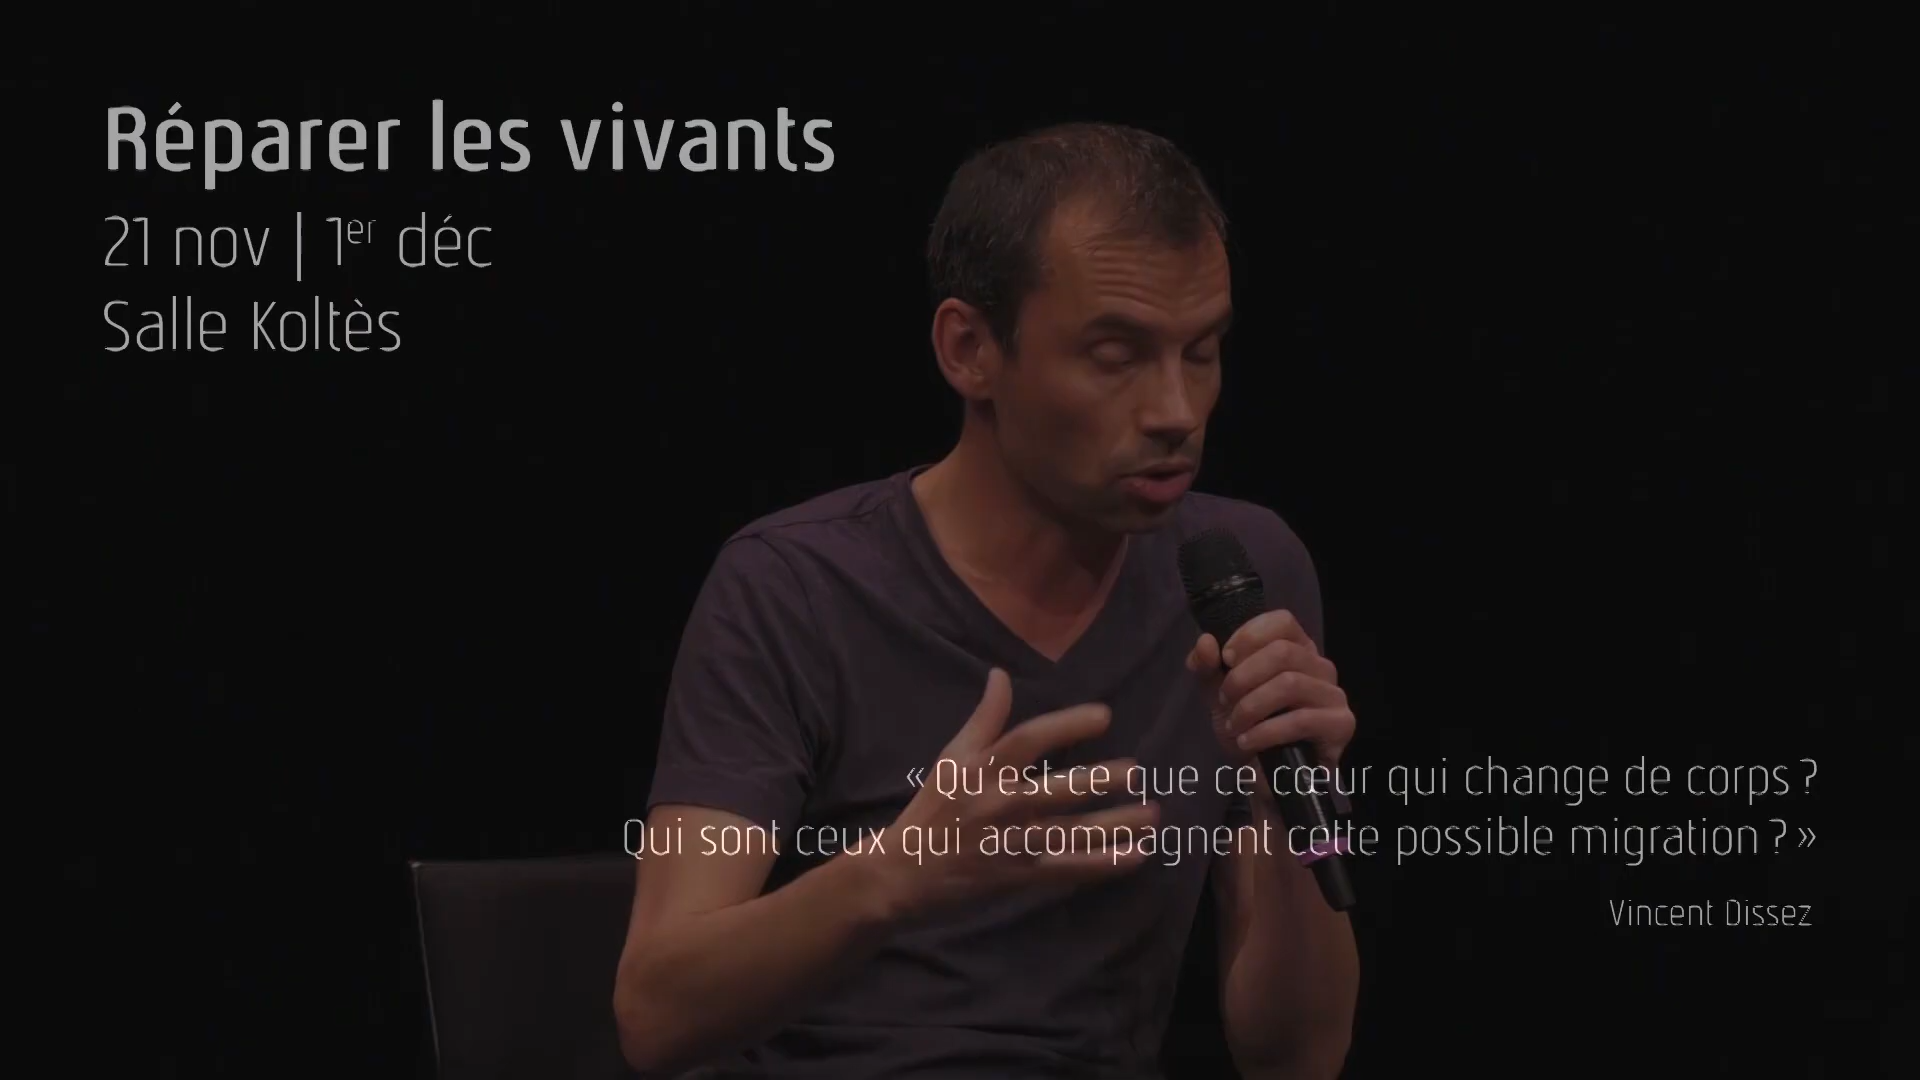 Réparer les vivants
21 nov | 1er déc
Salle Koltès
« Qu'est-ce que ce cœur qui change de corps ?
Qui sont ceux qui accompagnent cette possible migration ? »
Vincent Dissez